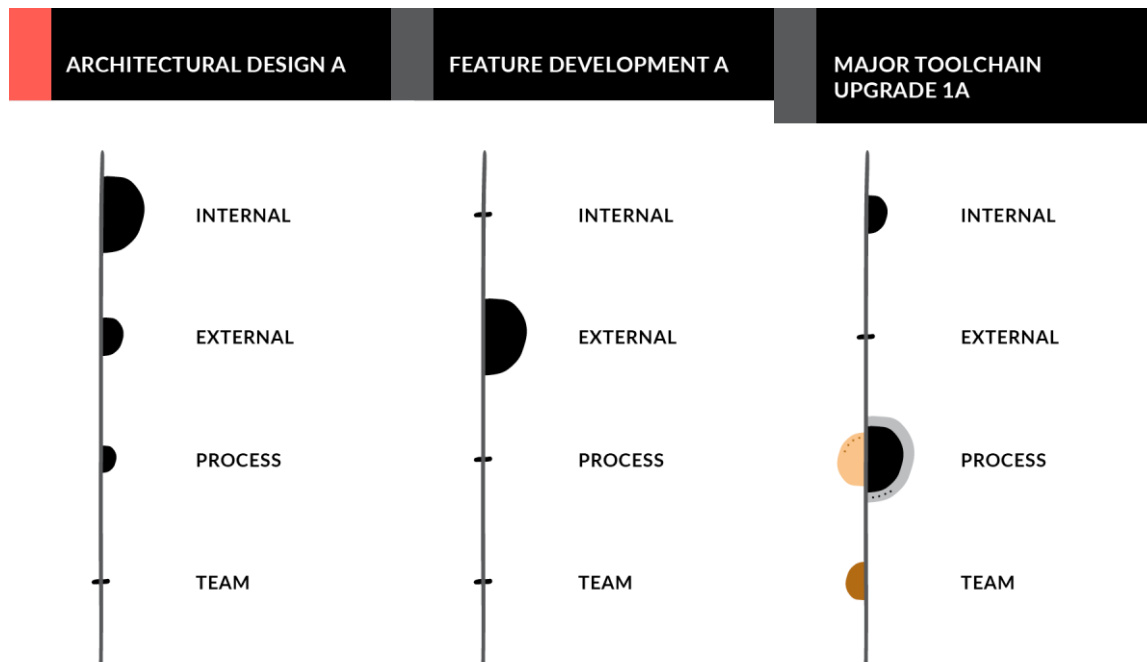 ARCHITECTURAL DESIGN A
INTERNAL
EXTERNAL
PROCESS
TEAM
FEATURE DEVELOPMENT A
INTERNAL
EXTERNAL
PROCESS
TEAM
MAJOR TOOLCHAIN
UPGRADE 1A
INTERNAL
EXTERNAL
PROCESS
TEAM